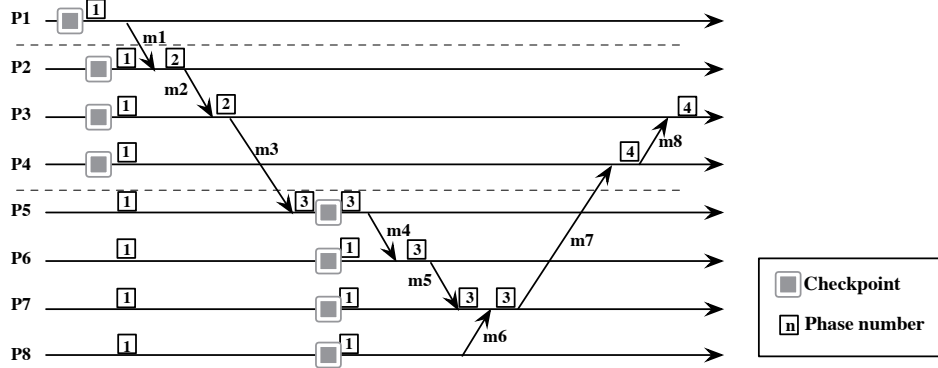 P1 1
m1
P2 1 2
m2
P3 1 2 4
m3 m8
P4 1 4
P5 1 3 3
m4 m7
P6 1 1 3
m5
P7 1 1 3 3
m6
P8 1 1
Checkpoint
n Phase number